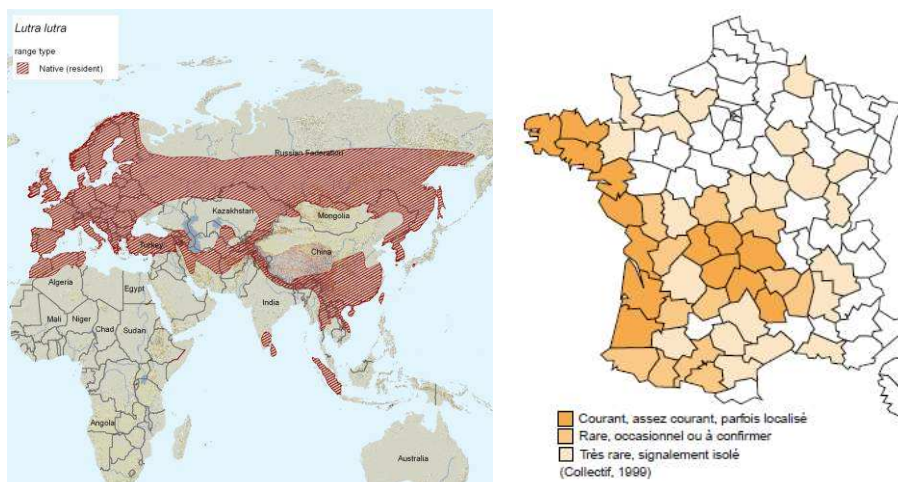 Lutra lutra
range type
Native (resident)
Russian Federation
Kazakhstan
Mongolia
Turkey
China
Algeria
Egypt
India
Mali
Niger
Chad
Sudan
Angola
Australia
Courant, assez courant, parfois localisé
Rare, occasionnel ou à confirmer
Très rare, signalement isolé
(Collectif, 1999)